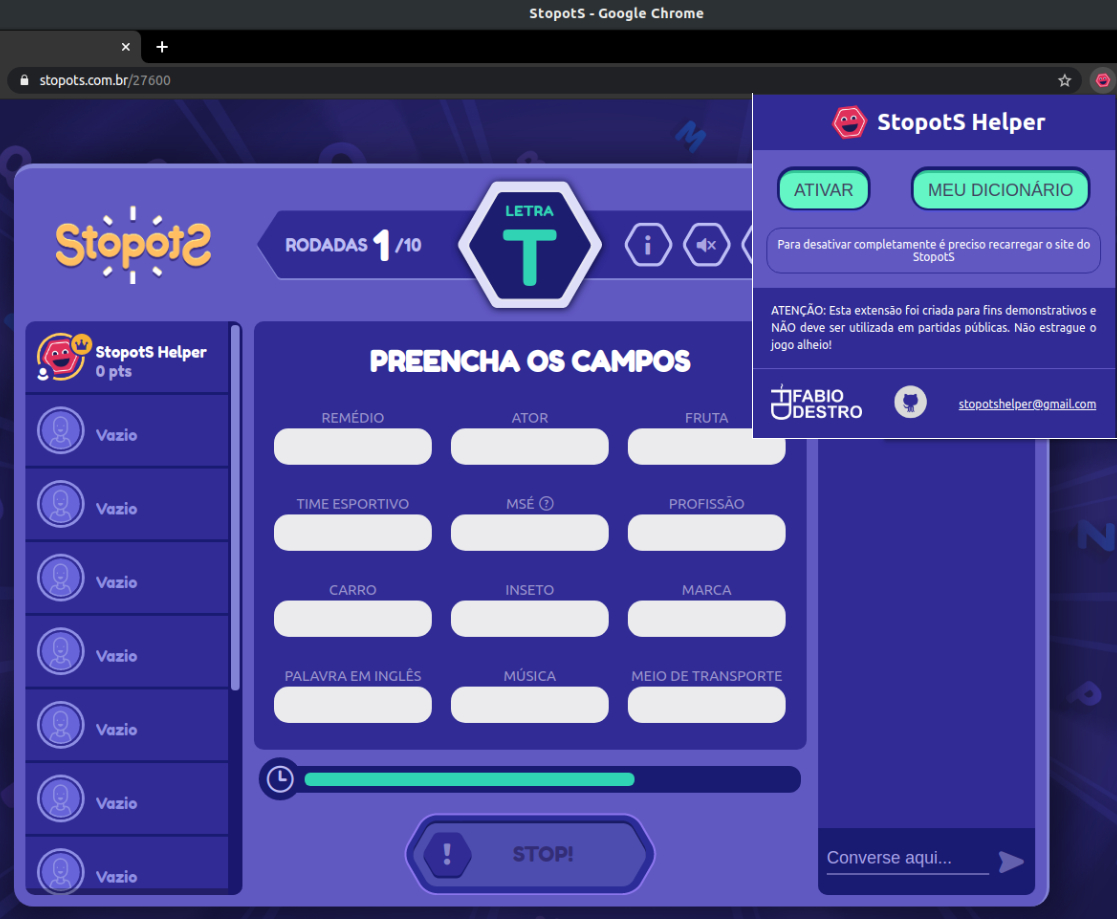 StopotS - Google Chrome
stopots.com.br/27600
StopotS Helper
ATIVAR
MEU DICIONÁRIO
Para desativar completamente é preciso recarregar o site do
StopotS
ATENÇÃO: Esta extensão foi criada para fins demonstrativos e
NÃO deve ser utilizada em partidas públicas. Não estrague o
jogo alheio!
FABIO
DESTRO
stopotshelper@gmail.com
StopotS
RODADAS 1/10
LETRA
T
StopotS Helper
0 pts
Vazio
Vazio
Vazio
Vazio
Vazio
Vazio
Vazio
PREENCHA OS CAMPOS
REMÉDIO
ATOR
FRUTA
TIME ESPORTIVO
MSÉ ?
PROFISSÃO
CARRO
INSETO
MARCA
PALAVRA EM INGLÊS
MÚSICA
MEIO DE TRANSPORTE
! STOP!
Converse aqui...